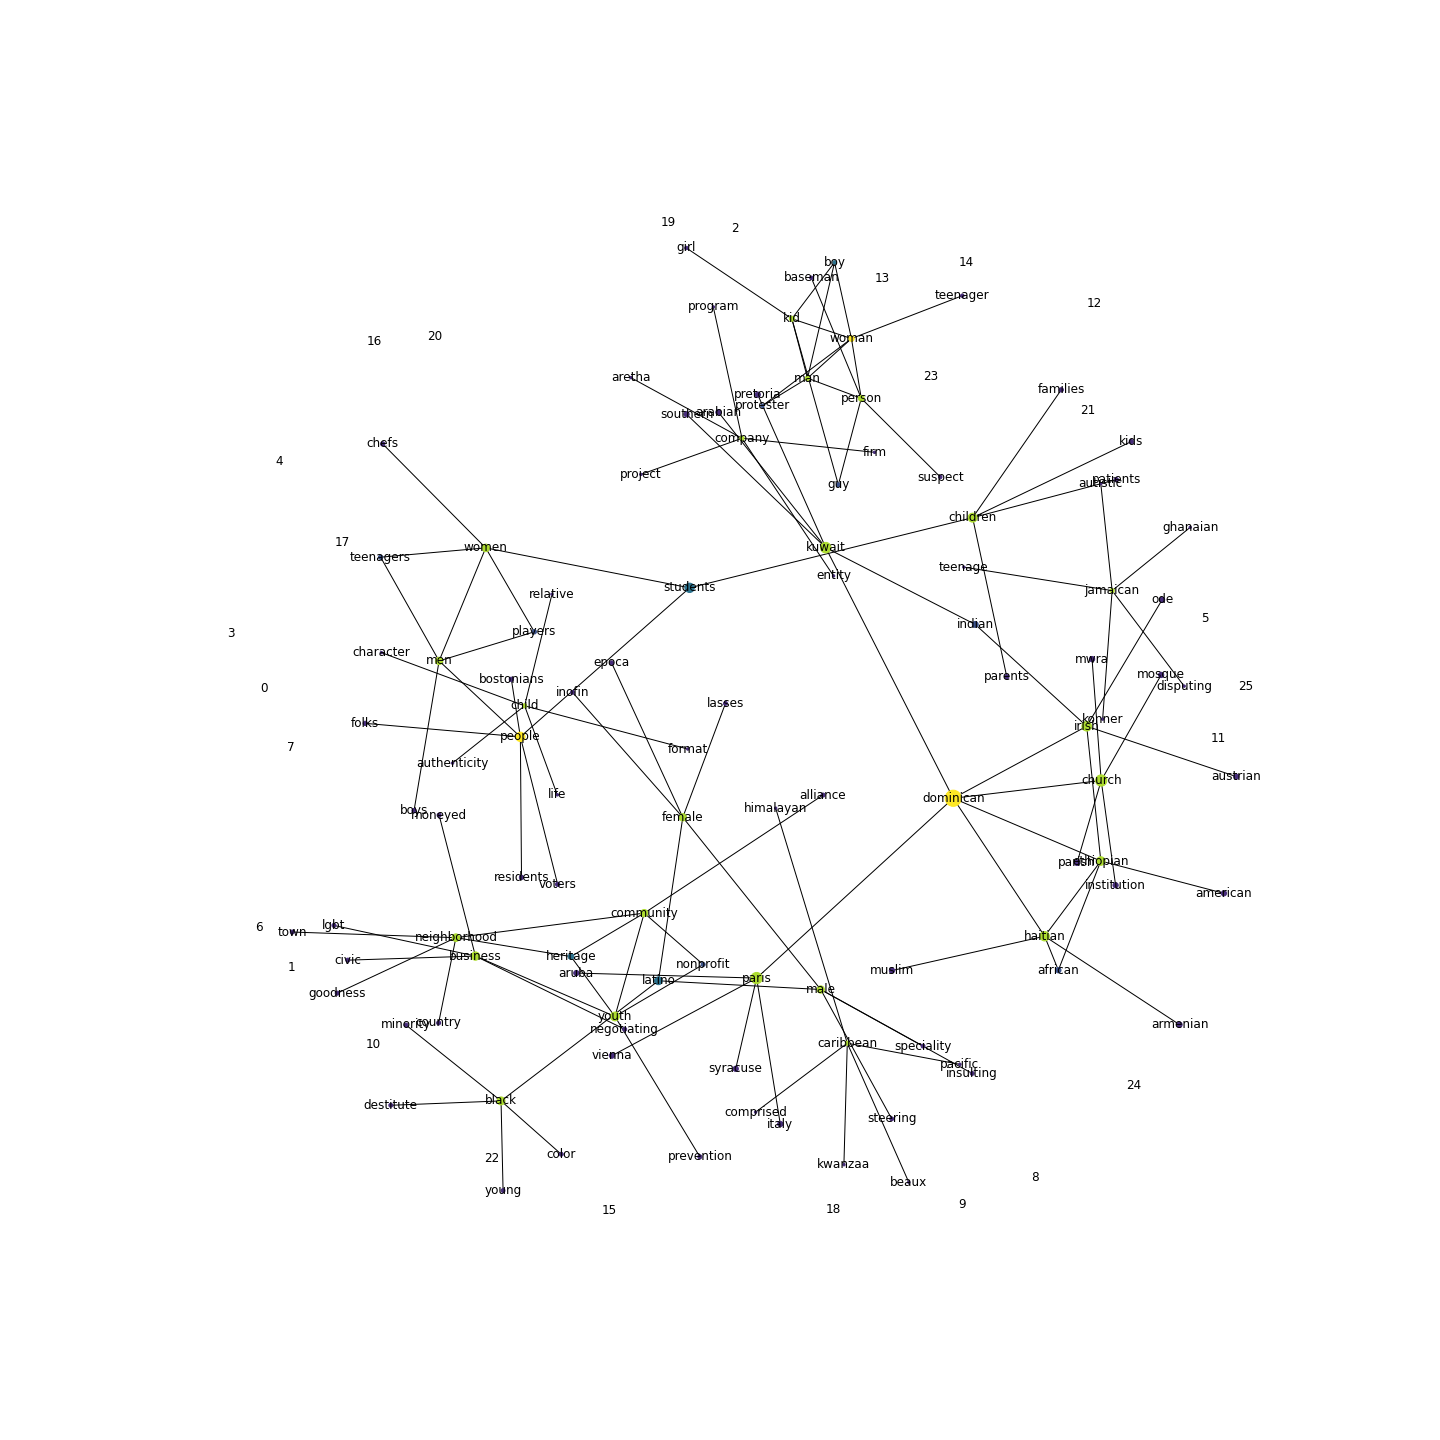 19
2
girl
boy
14
baseman
13
teenager
12
program
kid
20
16
woman
aretha
man
23
pretoria
families
protester
person
southern
arabian
21
company
chefs
kids
firm
4
project
suspect
patients
guy
autistic
children
ghanaian
17
women
kuwait
teenagers
teenage
entity
students
jamaican
relative
ode
5
indian
3
players
character
men
epoca
mwra
mosque
parents
bostonians
0
inofin
disputing
25
child
lasses
konner
folks
irish
people
11
7
format
authenticity
austrian
church
life
alliance
dominican
boys
himalayan
moneyed
female
ethiopian
residents
voters
institution
american
community
lgbt
6
town
neighborhood
haitian
business
heritage
civic
nonprofit
1
aruba
muslim
african
latino
paris
goodness
male
youth
minority
country
negotiating
armenian
10
caribbean
speciality
vienna
pacific
syracuse
insulting
24
black
destitute
comprised
steering
italy
color
22
prevention
kwanzaa
8
beaux
young
9
15
18